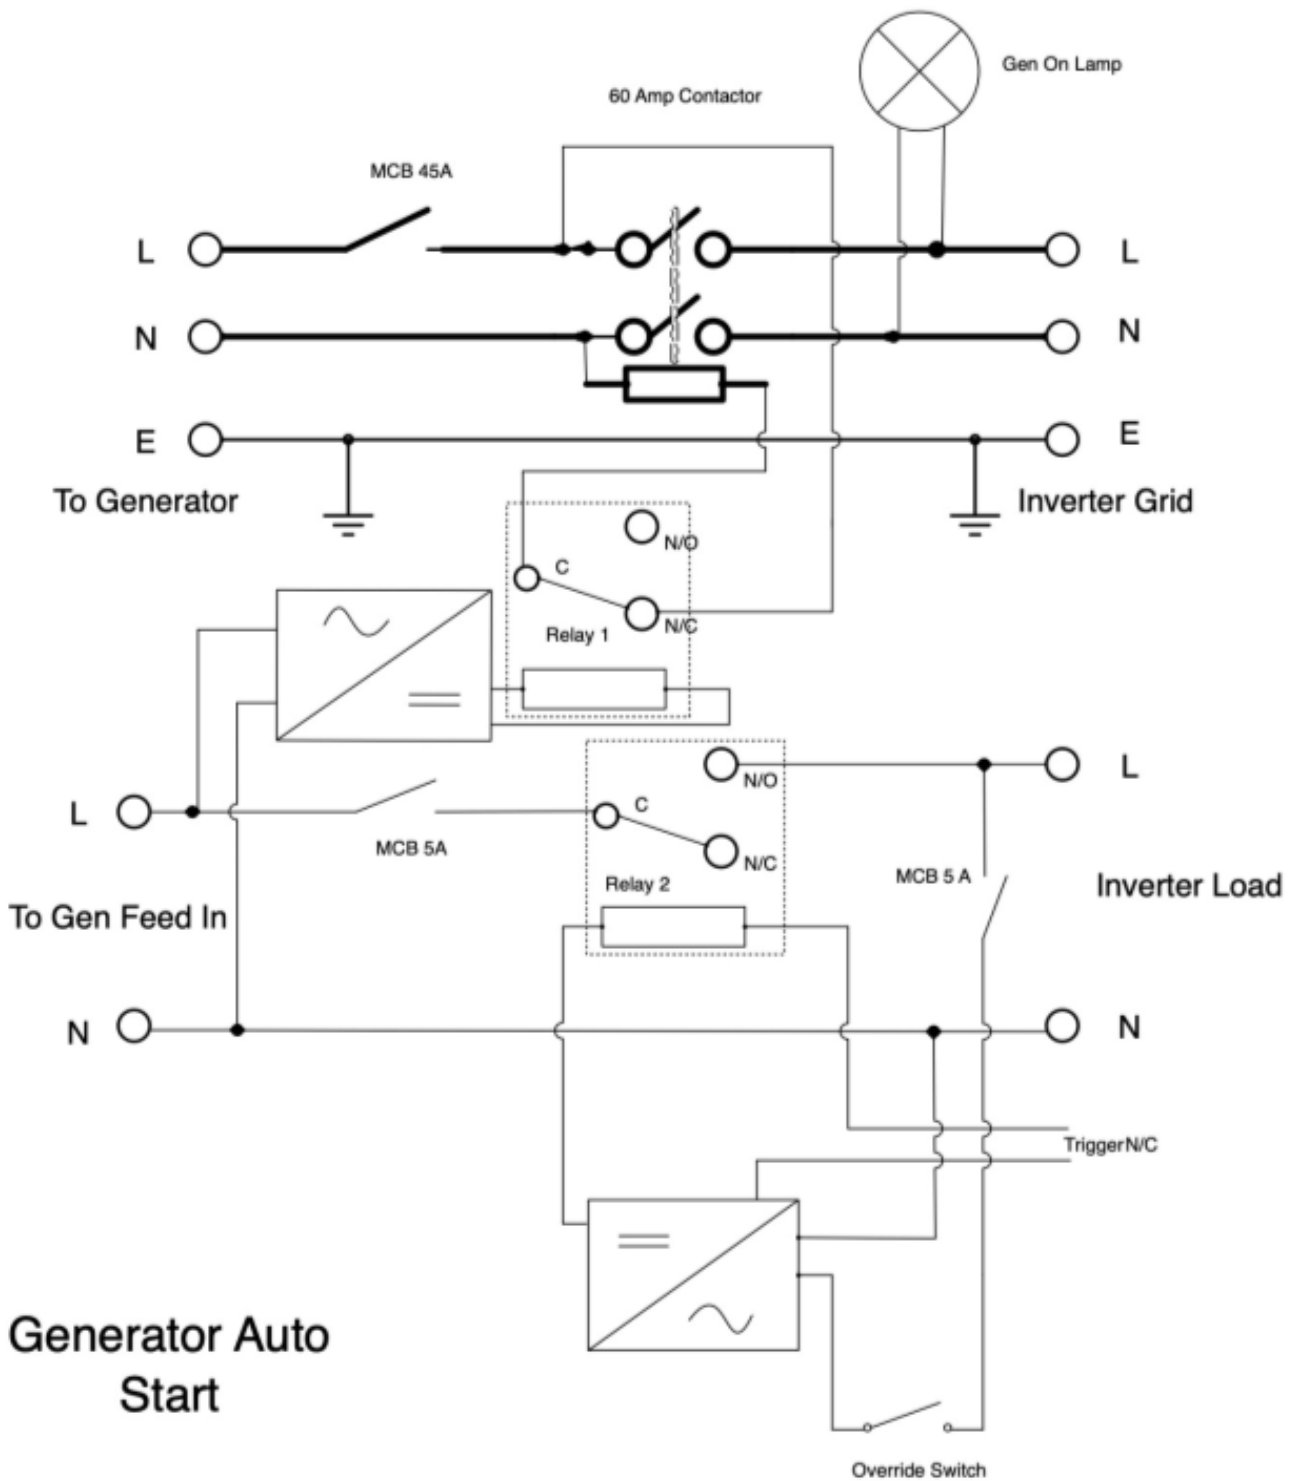 Gen On Lamp
60 Amp Contactor
MCB 45A
L
L
N
N
E
E
To Generator
Inverter Grid
N/O
C
N/C
Relay 1
L
N/O
L
C
MCB 5A
N/C
MCB 5 A
Relay 2
Inverter Load
To Gen Feed In
N
N
TriggerN/C
Generator Auto
Start
Override Switch